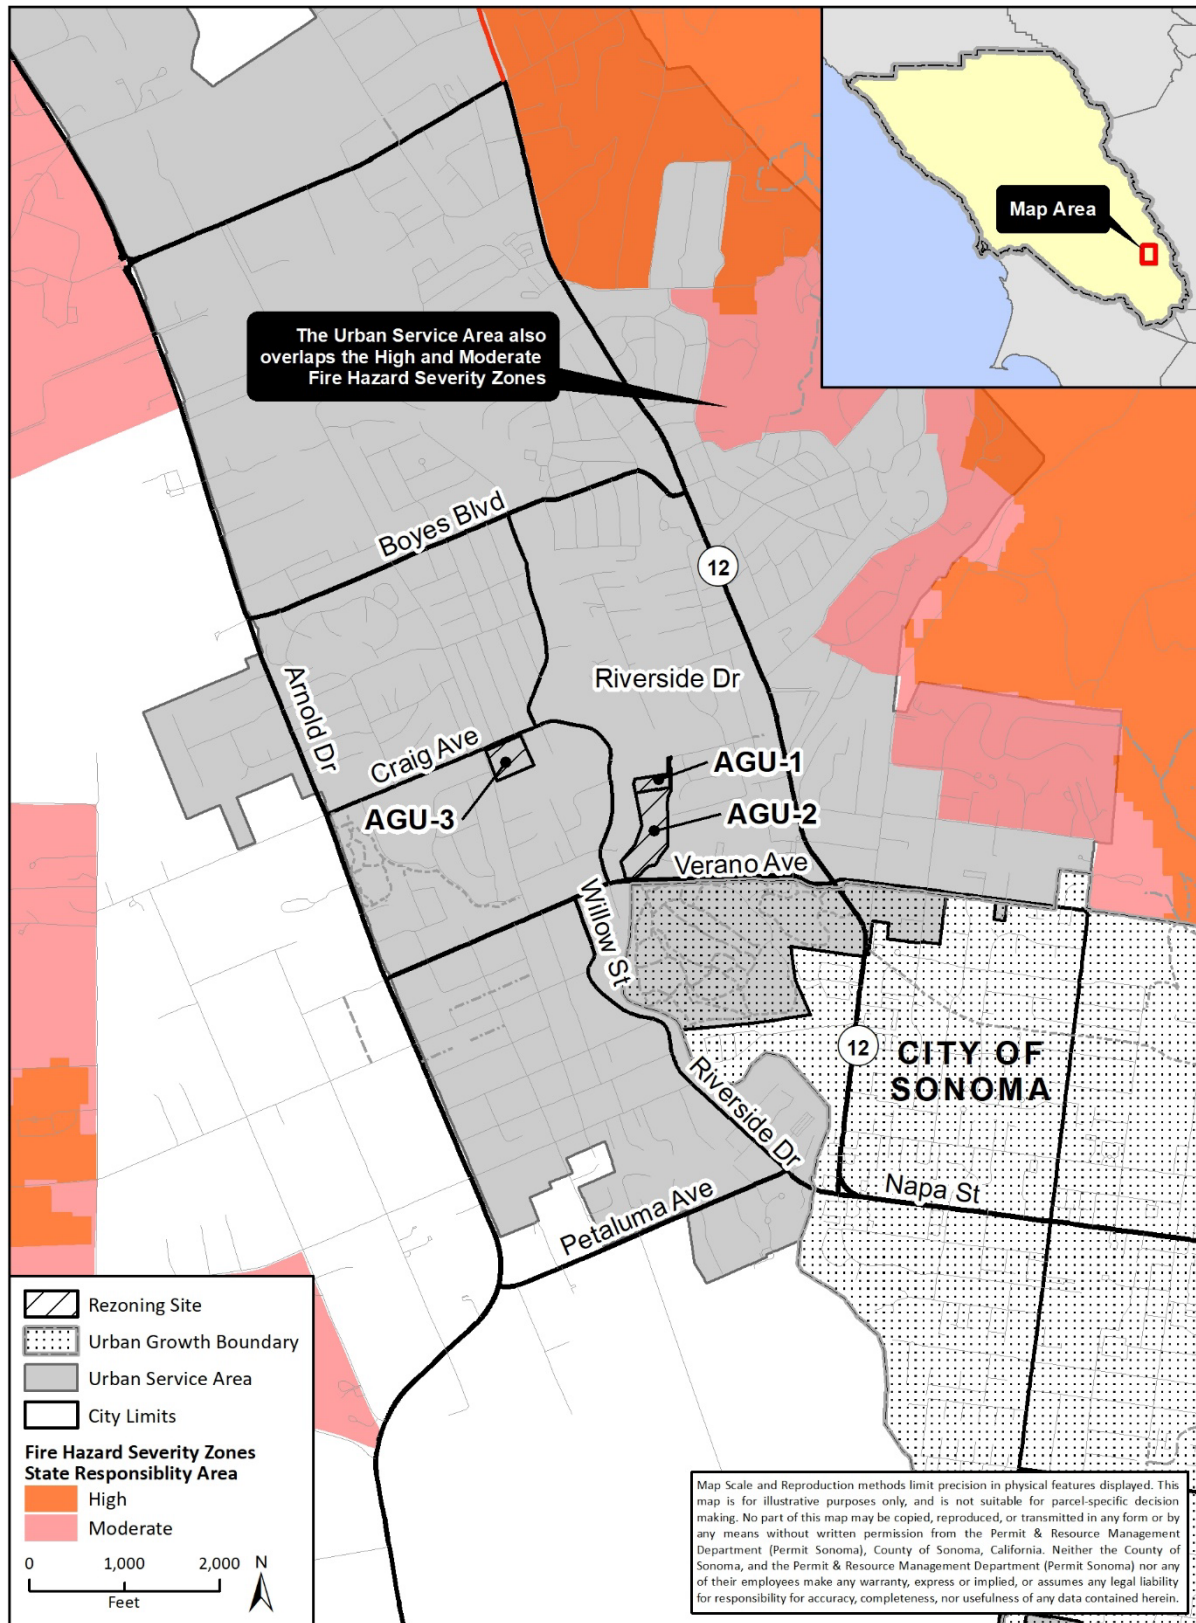 Map Area
The Urban Service Area also
overlaps the High and Moderate
Fire Hazard Severity Zones
Boyes Blvd
12
Arnold Dr
Riverside Dr
Craig Ave
AGU-1
AGU-3
AGU-2
Verano Ave
Willow St
12
CITY OF
SONOMA
Riverside Dr
Napa St
Petaluma Ave
Rezoning Site
Urban Growth Boundary
Urban Service Area
City Limits
Fire Hazard Severity Zones
State Responsiblity Area
High
Moderate
0 1,000 2,000
Feet
N
Map Scale and Reproduction methods limit precision in physical features displayed. This
map is for illustrative purposes only, and is not suitable for parcel-specific decision
making. No part of this map may be copied, reproduced, or transmitted in any form or by
any means without written permission from the Permit & Resource Management
Department (Permit Sonoma), County of Sonoma, California. Neither the County of
Sonoma, and the Permit & Resource Management Department (Permit Sonoma) nor any
of their employees make any warranty, express or implied, or assumes any legal liability
for responsibility for accuracy, completeness, nor usefulness of any data contained herein.